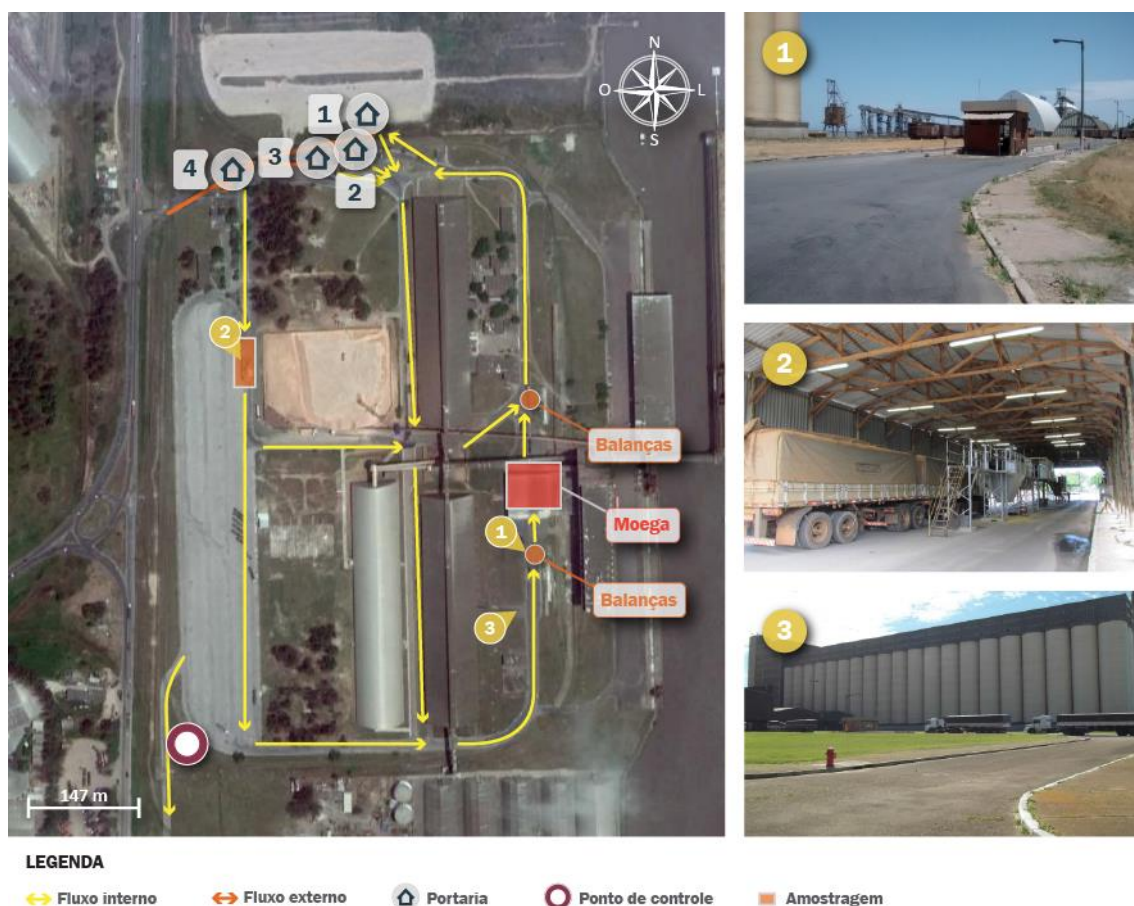 1
3
4
2
N
O
L
S
2
Balanças
Moega
1
Balanças
3
147 m
1
2
3
LEGENDA
Fluxo interno
Fluxo externo
Portaria
Ponto de controle
Amostragem